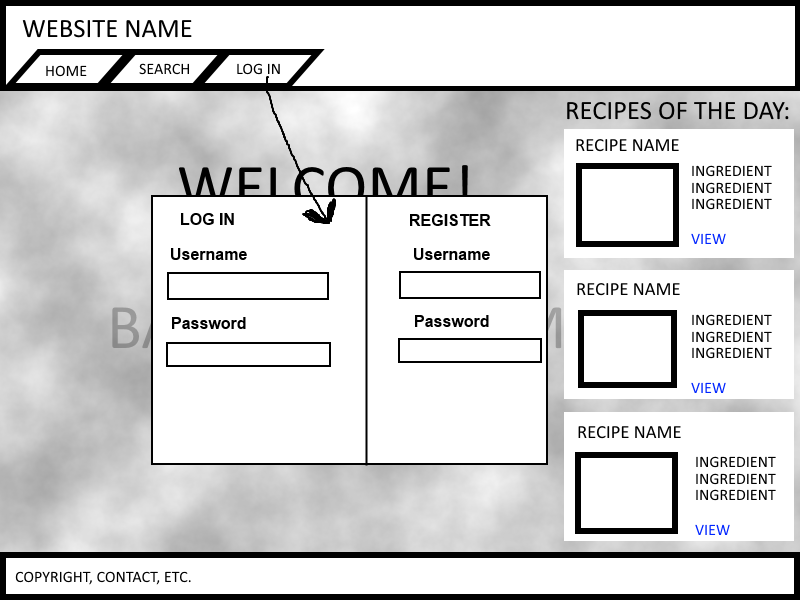 WEBSITE NAME
HOME
SEARCH
LOG IN
WELCOME!
LOG IN
Username
Password
REGISTER
Username
Password
RECIPES OF THE DAY:
RECIPE NAME
INGREDIENT
INGREDIENT
INGREDIENT
VIEW
RECIPE NAME
INGREDIENT
INGREDIENT
INGREDIENT
VIEW
RECIPE NAME
INGREDIENT
INGREDIENT
INGREDIENT
VIEW
COPYRIGHT, CONTACT, ETC.